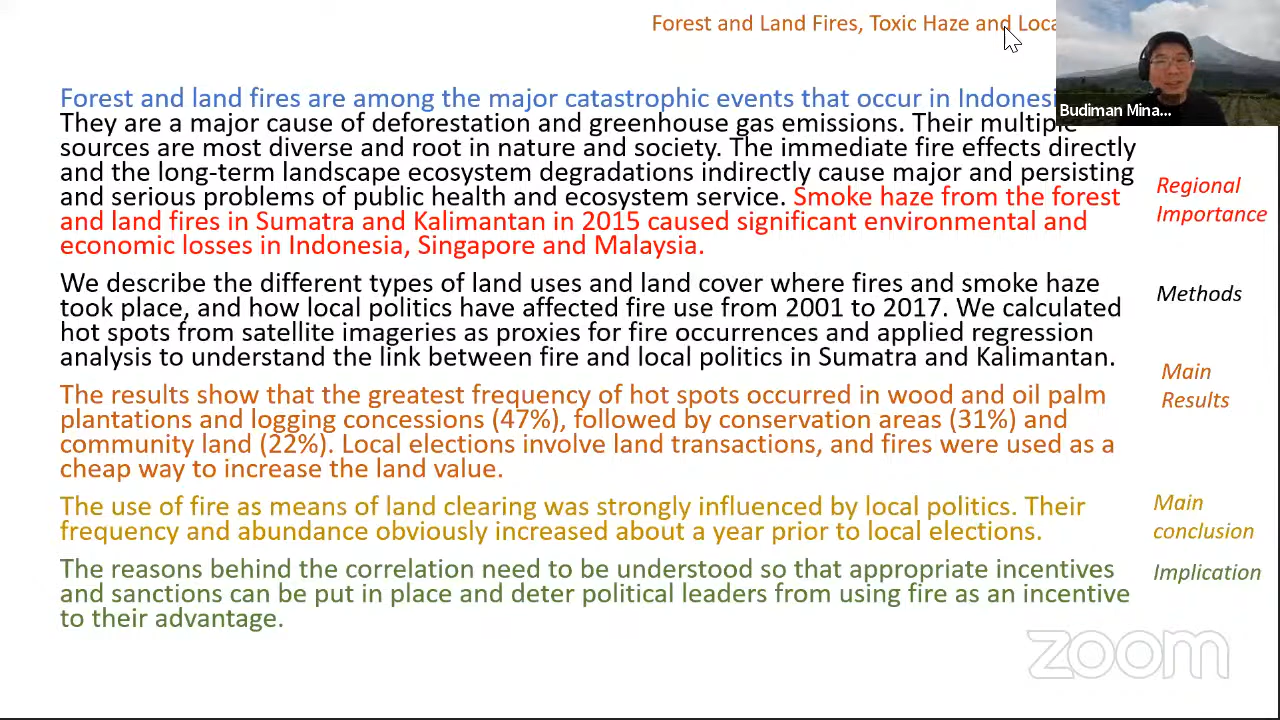 Forest and Land Fires, Toxic Haze and Loca
Budiman Mina...
Forest and land fires are among the major catastrophic events that occur in Indonesi
They are a major cause of deforestation and greenhouse gas emissions. Their multiple
sources are most diverse and root in nature and society. The immediate fire effects directly
and the long-term landscape ecosystem degradations indirectly cause major and persisting
and serious problems of public health and ecosystem service. Smoke haze from the forest
and land fires in Sumatra and Kalimantan in 2015 caused significant environmental and
economic losses in Indonesia, Singapore and Malaysia.
Regional
Importance
We describe the different types of land uses and land cover where fires and smoke haze
took place, and how local politics have affected fire use from 2001 to 2017. We calculated
hot spots from satellite imageries as proxies for fire occurrences and applied regression
analysis to understand the link between fire and local politics in Sumatra and Kalimantan.
Methods
The results show that the greatest frequency of hot spots occurred in wood and oil palm
plantations and logging concessions (47%), followed by conservation areas (31%) and
community land (22%). Local elections involve land transactions, and fires were used as a
cheap way to increase the land value.
Main
Results
The use of fire as means of land clearing was strongly influenced by local politics. Their
frequency and abundance obviously increased about a year prior to local elections.
Main
conclusion
The reasons behind the correlation need to be understood so that appropriate incentives
and sanctions can be put in place and deter political leaders from using fire as an incentive
to their advantage.
Implication
zoom